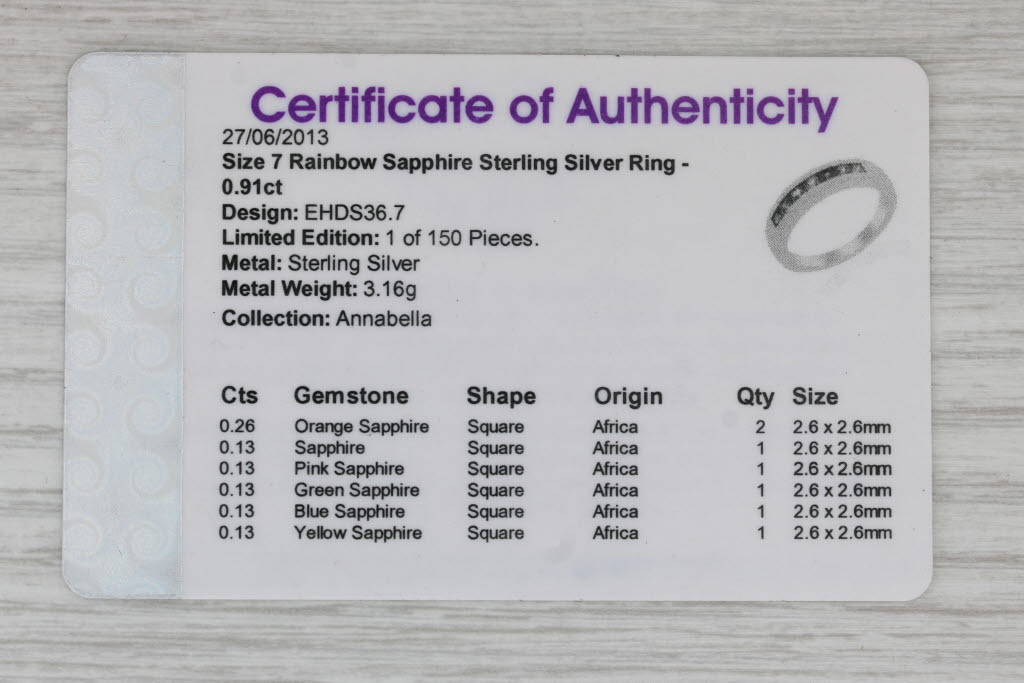 Certificate of Authenticity
27/06/2013
Size 7 Rainbow Sapphire Sterling Silver Ring -
0.91ct
Design: EHDS36.7
Limited Edition: 1 of 150 Pieces.
Metal: Sterling Silver
Metal Weight: 3.16g
Collection: Annabella
Cts Gemstone Shape Origin Qty Size
0.26 Orange Sapphire Square Africa 2 2.6 x 2.6mm
0.13 Sapphire Square Africa 1 2.6 x 2.6mm
0.13 Pink Sapphire Square Africa 1 2.6 x 2.6mm
0.13 Green Sapphire Square Africa 1 2.6 x 2.6mm
0.13 Blue Sapphire Square Africa 1 2.6 x 2.6mm
0.13 Yellow Sapphire Square Africa 1 2.6 x 2.6mm